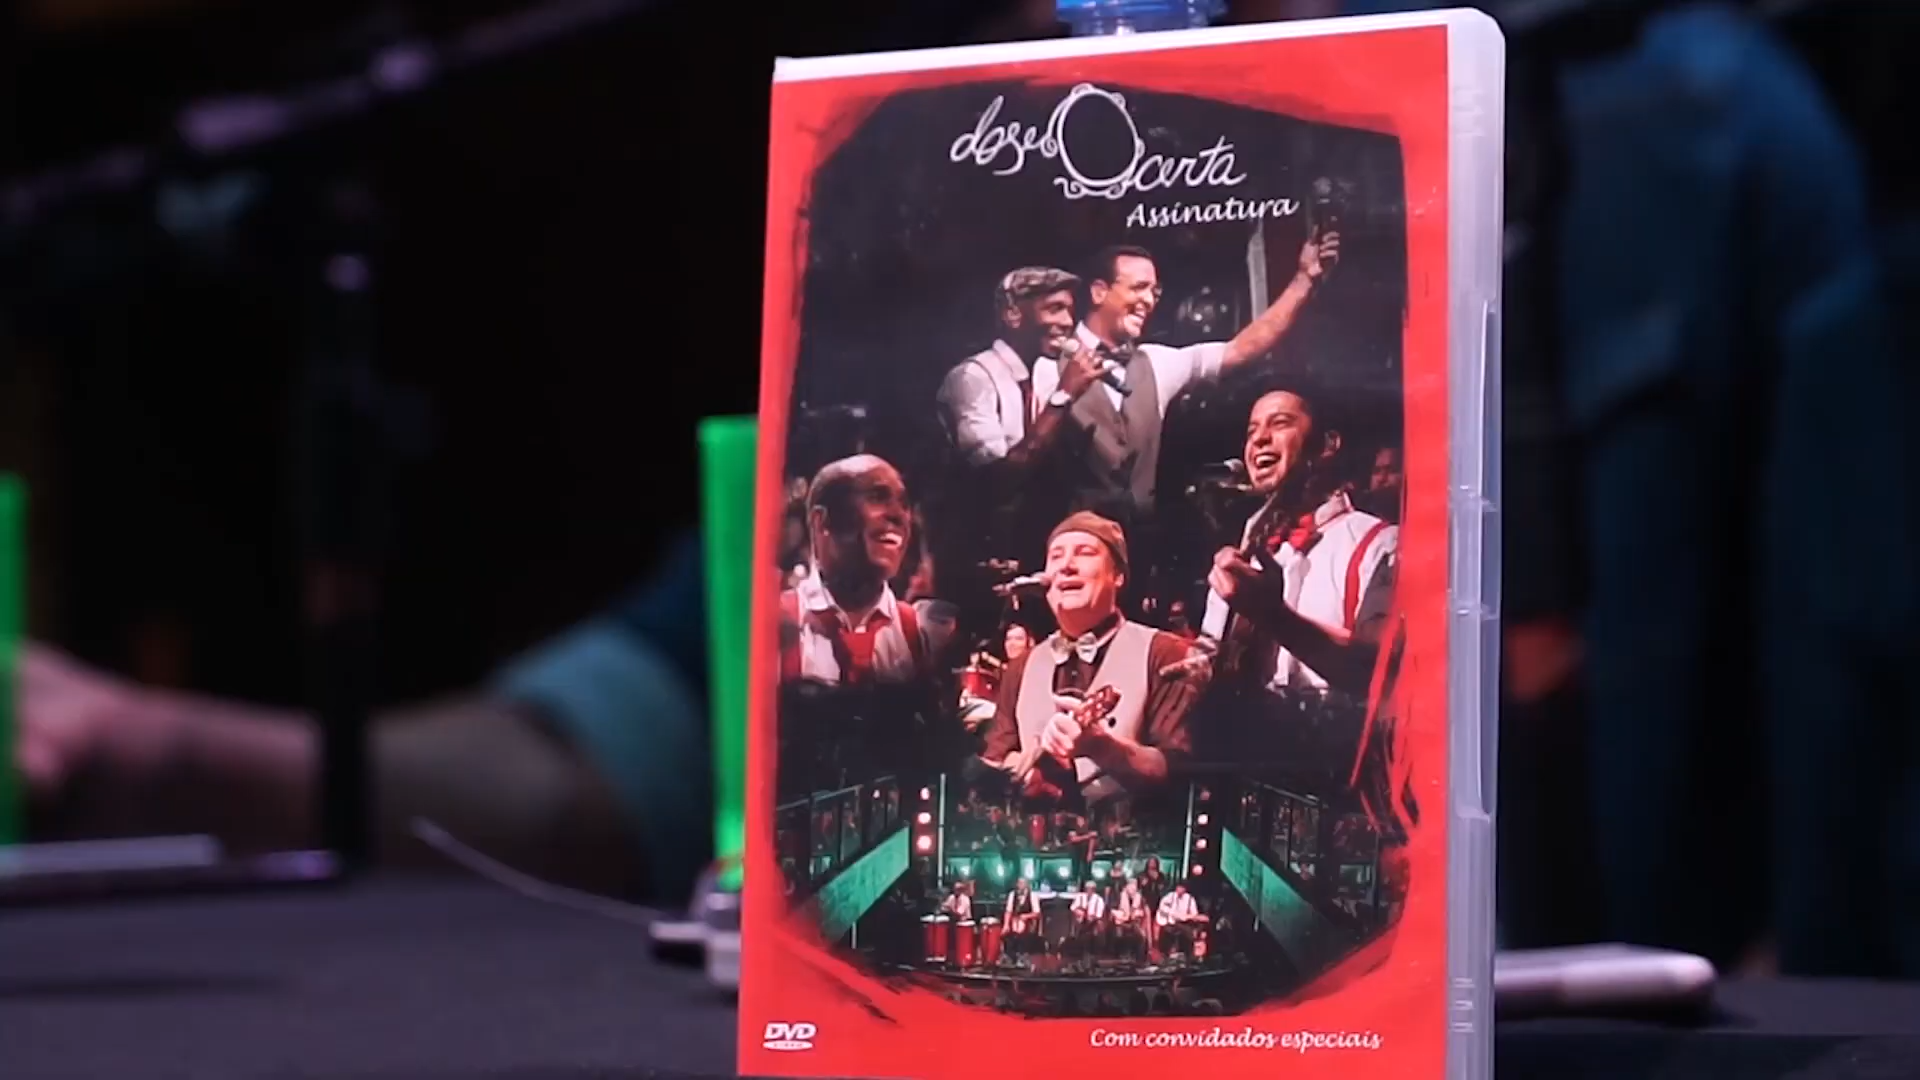 dose certa
Assinatura
DVD
Com convidados especiais